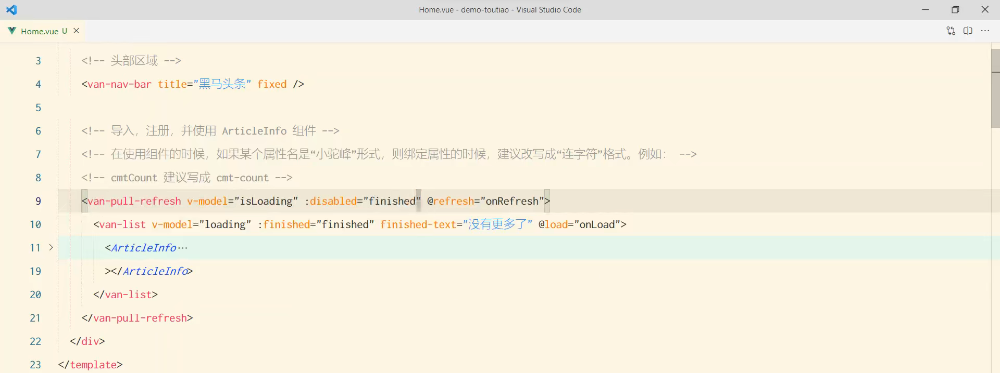 Home.vue - demo-toutiao - Visual Studio Code
Home.vue U
3 <!-- 头部区域 -->
4 <van-nav-bar title="黑马头条" fixed />
5
6 <!-- 导入，注册，并使用 ArticleInfo 组件 -->
7 <!-- 在使用组件的时候，如果某个属性名是“小驼峰”形式，则绑定属性的时候，建议改写成“连字符”格式。例如： -->
8 <!-- cmtCount 建议写成 cmt-count -->
9 <van-pull-refresh v-model="isLoading" :disabled="finished" @refresh="onRefresh">
10 <van-list v-model="loading" :finished="finished" finished-text="没有更多了" @load="onLoad">
11 <ArticleInfo···
19 ></ArticleInfo>
20 </van-list>
21 </van-pull-refresh>
22 </div>
23 </template>